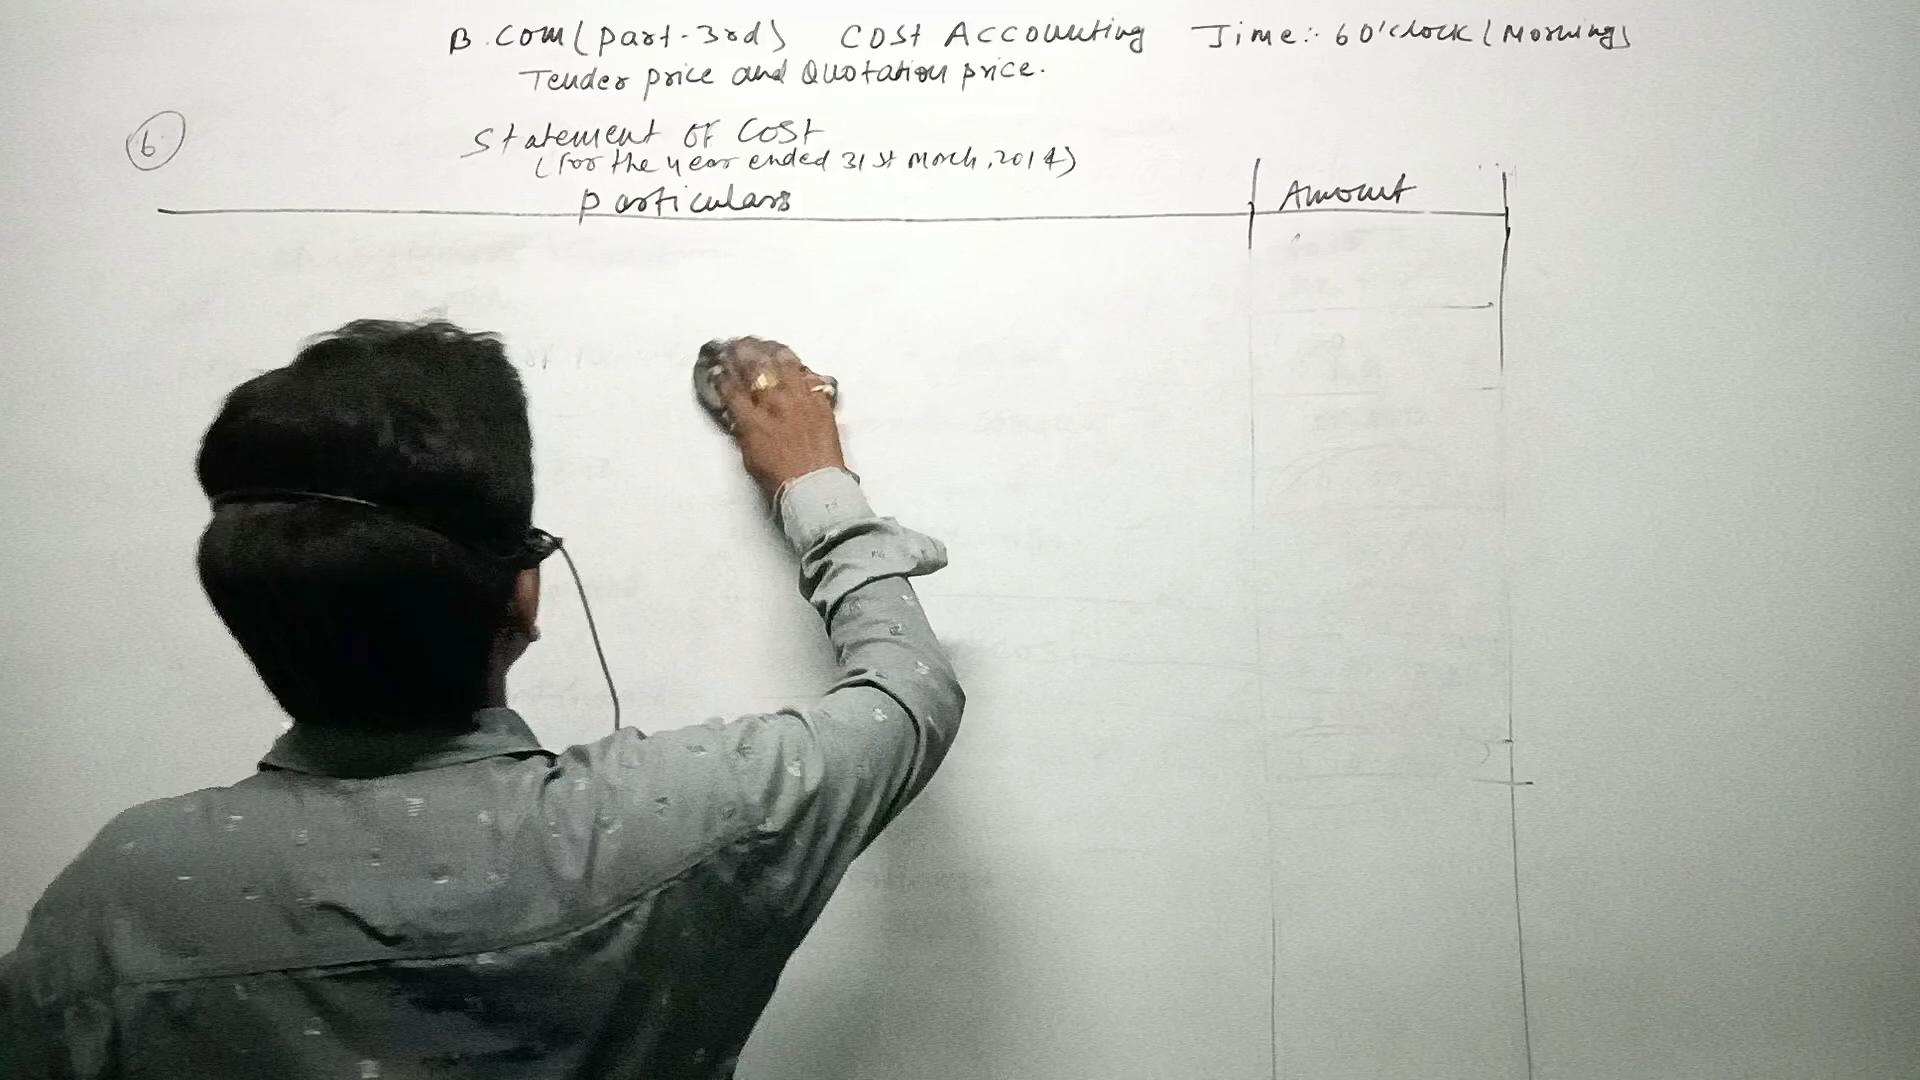 B.Com(part-3rd) Cost Accounting Time:- 6 O'clock (Morning)
Tender price and Quotation price.
6
Statement of Cost
(for the year ended 31st March, 2014)
Particulars Amount